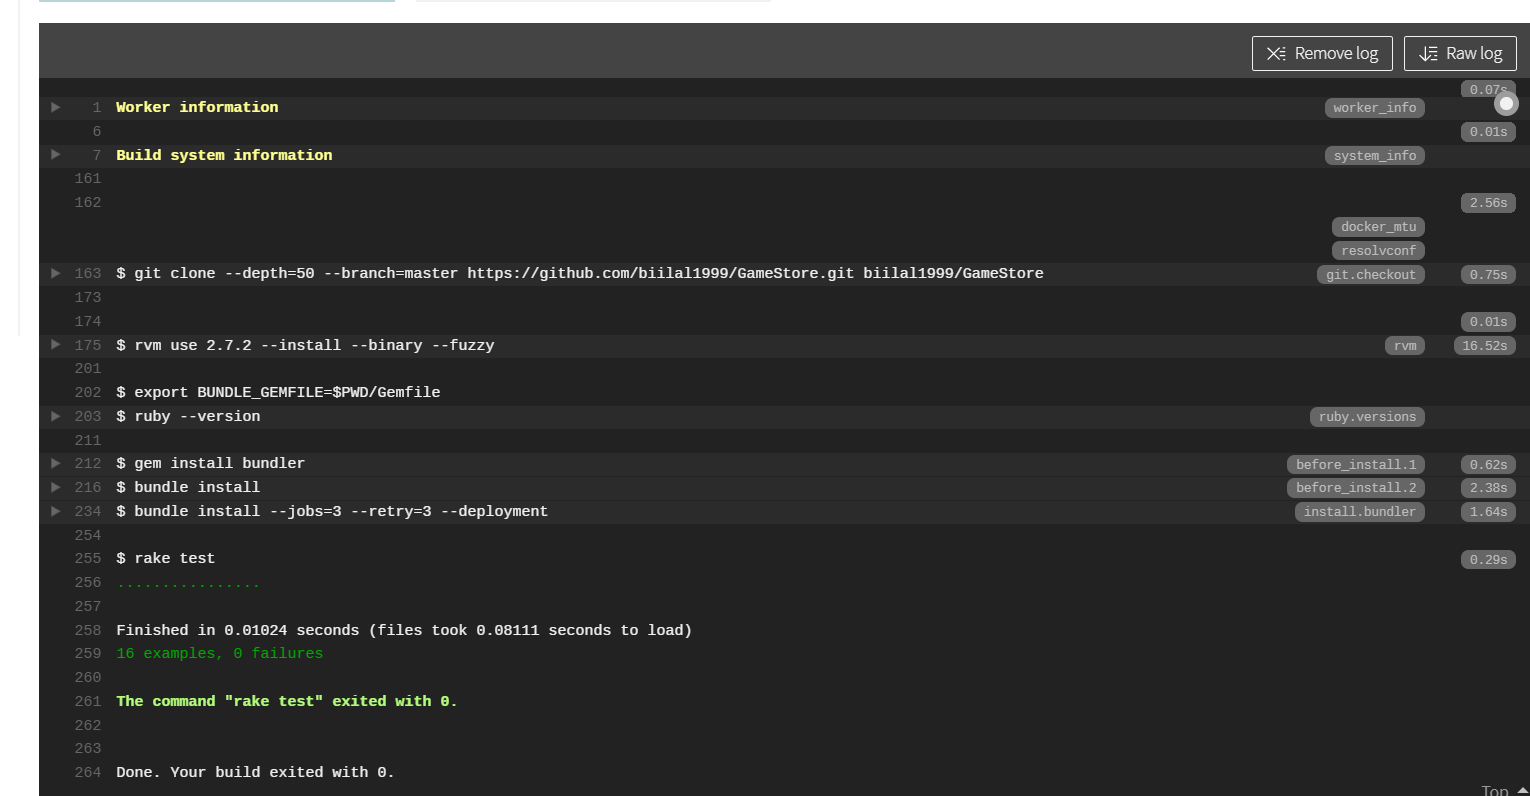 Remove log Raw log
0.07s
1 Worker information worker_info
6 0.01s
7 Build system information system_info
161
162 2.56s
docker_mtu
resolvconf
163 $ git clone --depth=50 --branch=master https://github.com/biilal1999/GameStore.git biilal1999/GameStore git.checkout 0.75s
173
174 0.01s
175 $ rvm use 2.7.2 --install --binary --fuzzy rvm 16.52s
201
202 $ export BUNDLE_GEMFILE=$PWD/Gemfile
203 $ ruby --version ruby.versions
211
212 $ gem install bundler before_install.1 0.62s
216 $ bundle install before_install.2 2.38s
234 $ bundle install --jobs=3 --retry=3 --deployment install.bundler 1.64s
254
255 $ rake test 0.29s
256 ................
257
258 Finished in 0.01024 seconds (files took 0.08111 seconds to load)
259 16 examples, 0 failures
260
261 The command "rake test" exited with 0.
262
263
264 Done. Your build exited with 0.
Top